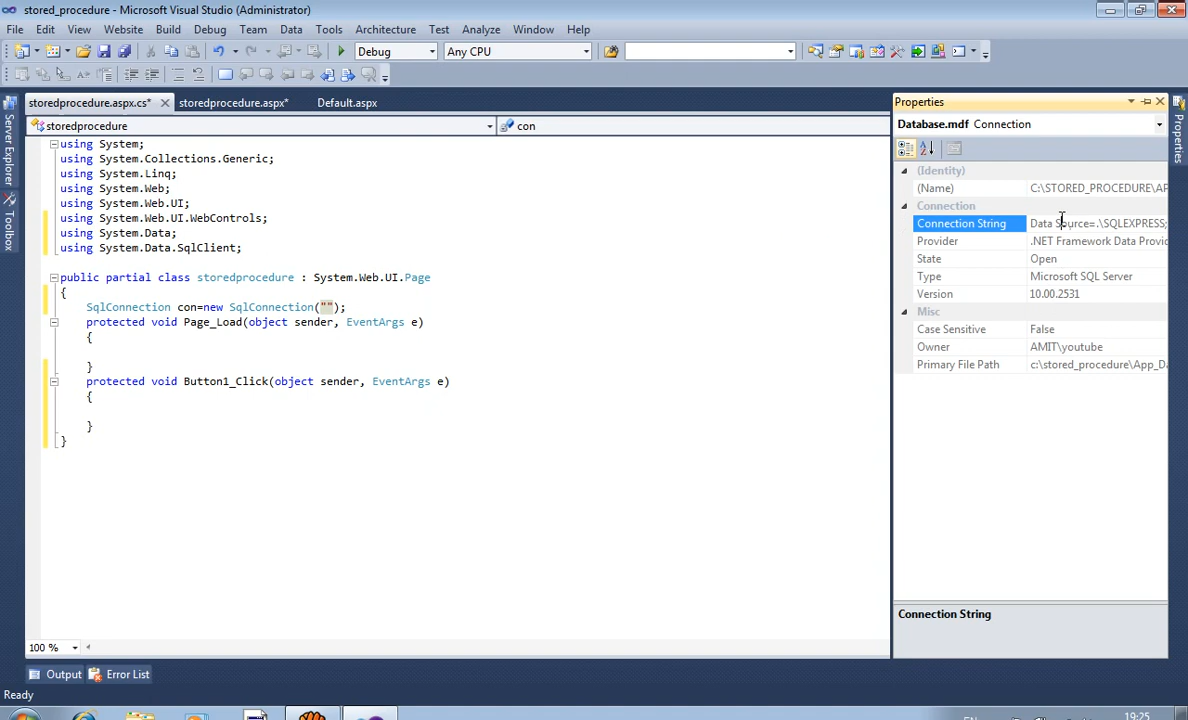 stored_procedure - Microsoft Visual Studio (Administrator)
File Edit View Website Build Debug Team Data Tools Architecture Test Analyze Window Help
Debug Any CPU
storedprocedure.aspx.cs* storedprocedure.aspx* Default.aspx
storedprocedure con
using System;
using System.Collections.Generic;
using System.Linq;
using System.Web;
using System.Web.UI;
using System.Web.UI.WebControls;
using System.Data;
using System.Data.SqlClient;
public partial class storedprocedure : System.Web.UI.Page
{
SqlConnection con=new SqlConnection("");
protected void Page_Load(object sender, EventArgs e)
{
}
protected void Button1_Click(object sender, EventArgs e)
{
}
}
100 %
Output Error List
Ready
Server Explorer
Toolbox
Properties
Database.mdf Connection
(Identity)
(Name) C:\STORED_PROCEDURE\AP
Connection
Connection String Data Source=.\SQLEXPRESS;
Provider .NET Framework Data Provid
State Open
Type Microsoft SQL Server
Version 10.00.2531
Misc
Case Sensitive False
Owner AMIT\youtube
Primary File Path c:\stored_procedure\App_Da
Connection String
Properties
19:25